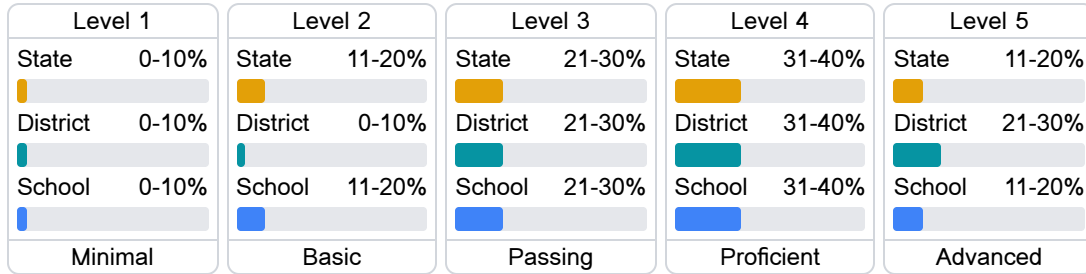 Level 1
State 0-10%
District 0-10%
School 0-10%
Minimal
Level 2
State 11-20%
District 0-10%
School 11-20%
Basic
Level 3
State 21-30%
District 21-30%
School 21-30%
Passing
Level 4
State 31-40%
District 31-40%
School 31-40%
Proficient
Level 5
State 11-20%
District 21-30%
School 11-20%
Advanced